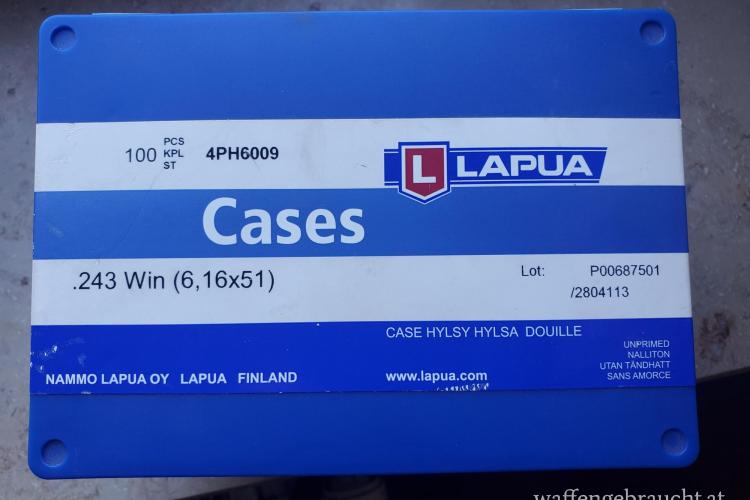 100 PCS KPL ST 4PH6009
L LAPUA
Cases
.243 Win (6,16x51)
Lot: P00687501
/2804113
CASE HYLSY HYLSA DOUILLE
UNPRIMED
NALLITON
UTAN TÄNDHATT
SANS AMORCE
NAMMO LAPUA OY LAPUA FINLAND
www.lapua.com
waffengebraucht.at